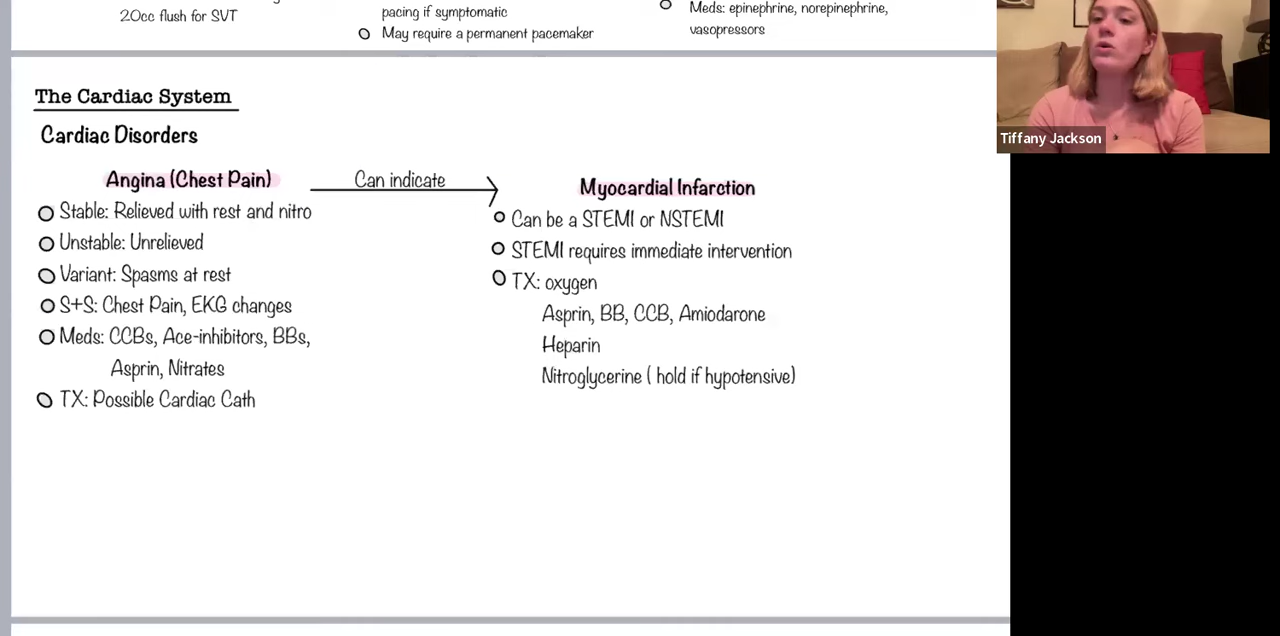 20cc flush for SVT
pacing if symptomatic
May require a permanent pacemaker
Meds: epinephrine, norepinephrine,
vasopressors
Tiffany Jackson
The Cardiac System
Cardiac Disorders
Angina (Chest Pain)
Stable: Relieved with rest and nitro
Unstable: Unrelieved
Variant: Spasms at rest
S+S: Chest Pain, EKG changes
Meds: CCBs, Ace-inhibitors, BBs,
Asprin, Nitrates
TX: Possible Cardiac Cath
Can indicate
Myocardial Infarction
Can be a STEMI or NSTEMI
STEMI requires immediate intervention
TX: oxygen
Asprin, BB, CCB, Amiodarone
Heparin
Nitroglycerine ( hold if hypotensive)